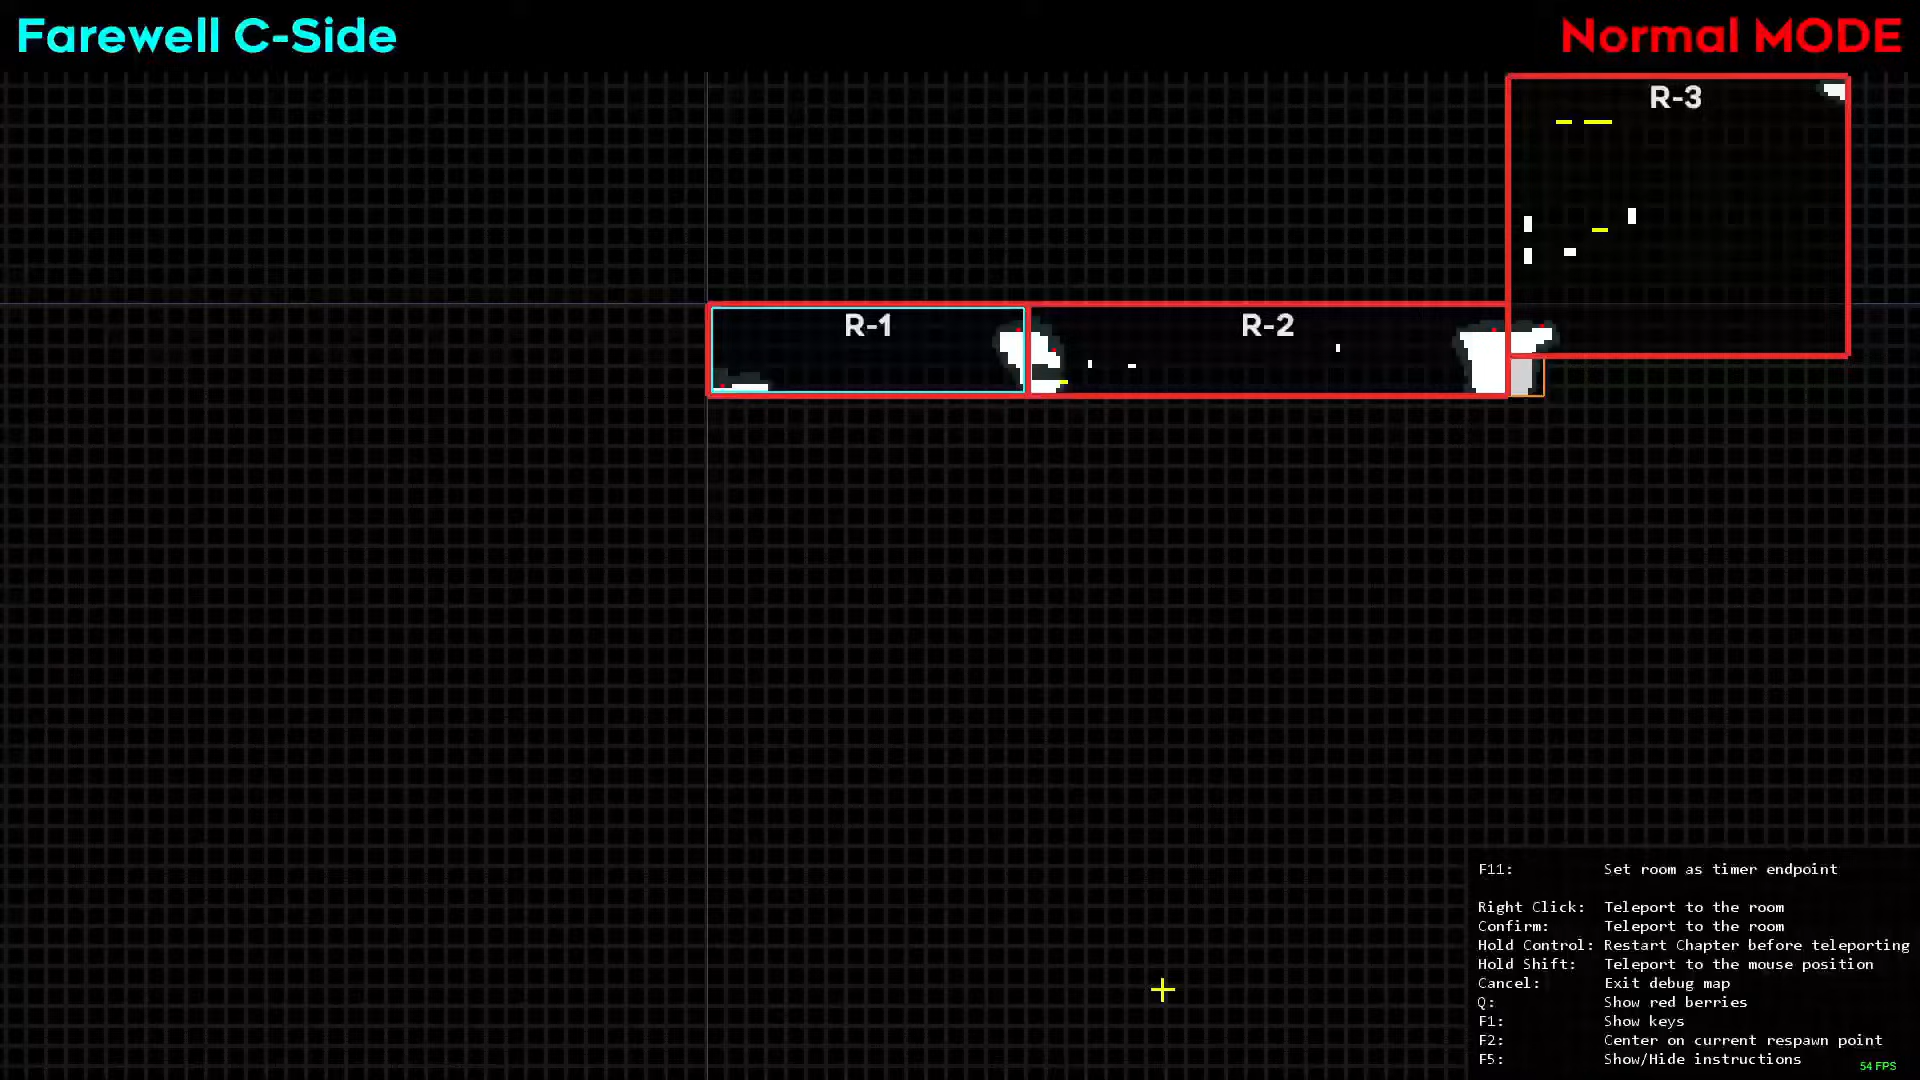 Farewell C-Side
Normal MODE
R-3
R-1
R-2
F11: Set room as timer endpoint
Right Click: Teleport to the room
Confirm: Teleport to the room
Hold Control: Restart Chapter before teleporting
Hold Shift: Teleport to the mouse position
Cancel: Exit debug map
Q: Show red berries
F1: Show keys
F2: Center on current respawn point
F5: Show/Hide instructions
54 FPS